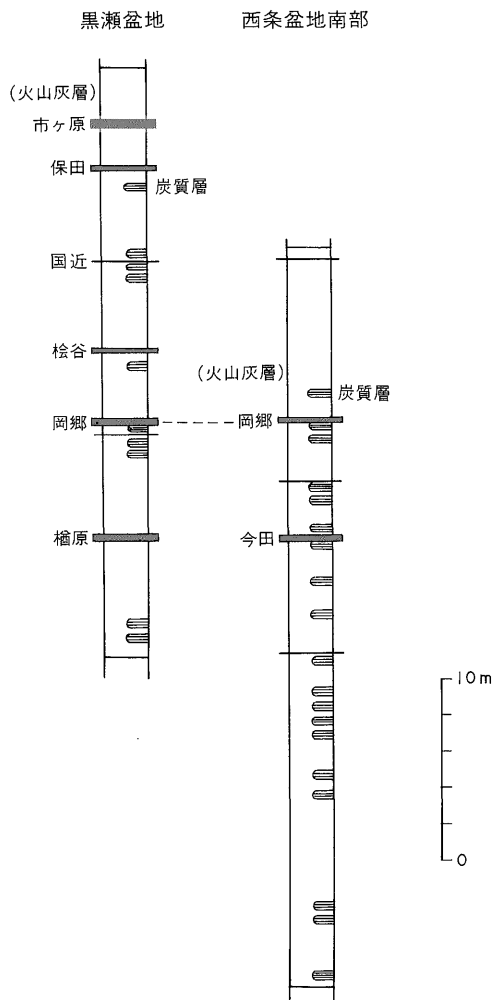 黒瀬盆地
西条盆地南部
(火山灰層)
市ヶ原
保田
炭質層
国近
桧谷
岡郷
楢原
(火山灰層)
炭質層
岡郷
今田
10m
0